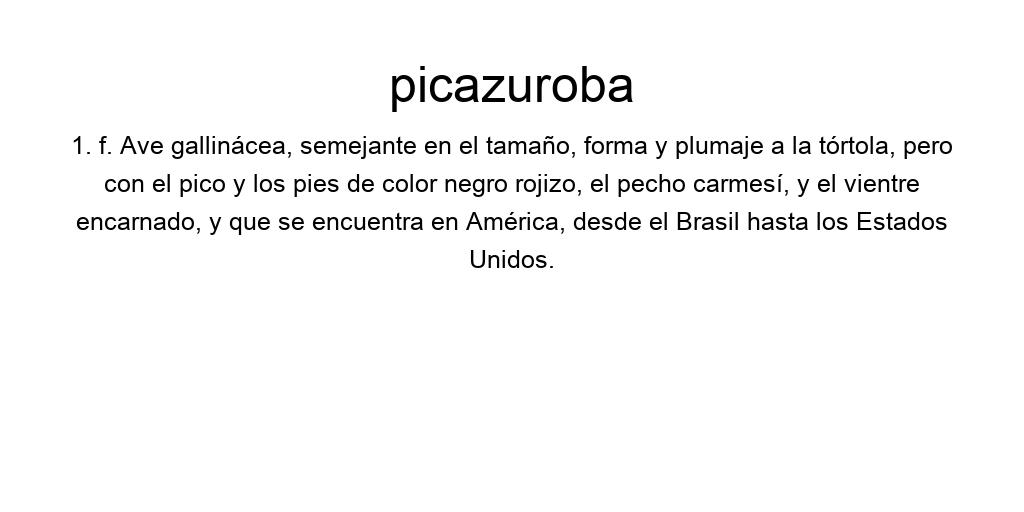 picazuroba
1. f. Ave gallinácea, semejante en el tamaño, forma y plumaje a la tórtola, pero
con el pico y los pies de color negro rojizo, el pecho carmesí, y el vientre
encarnado, y que se encuentra en América, desde el Brasil hasta los Estados
Unidos.